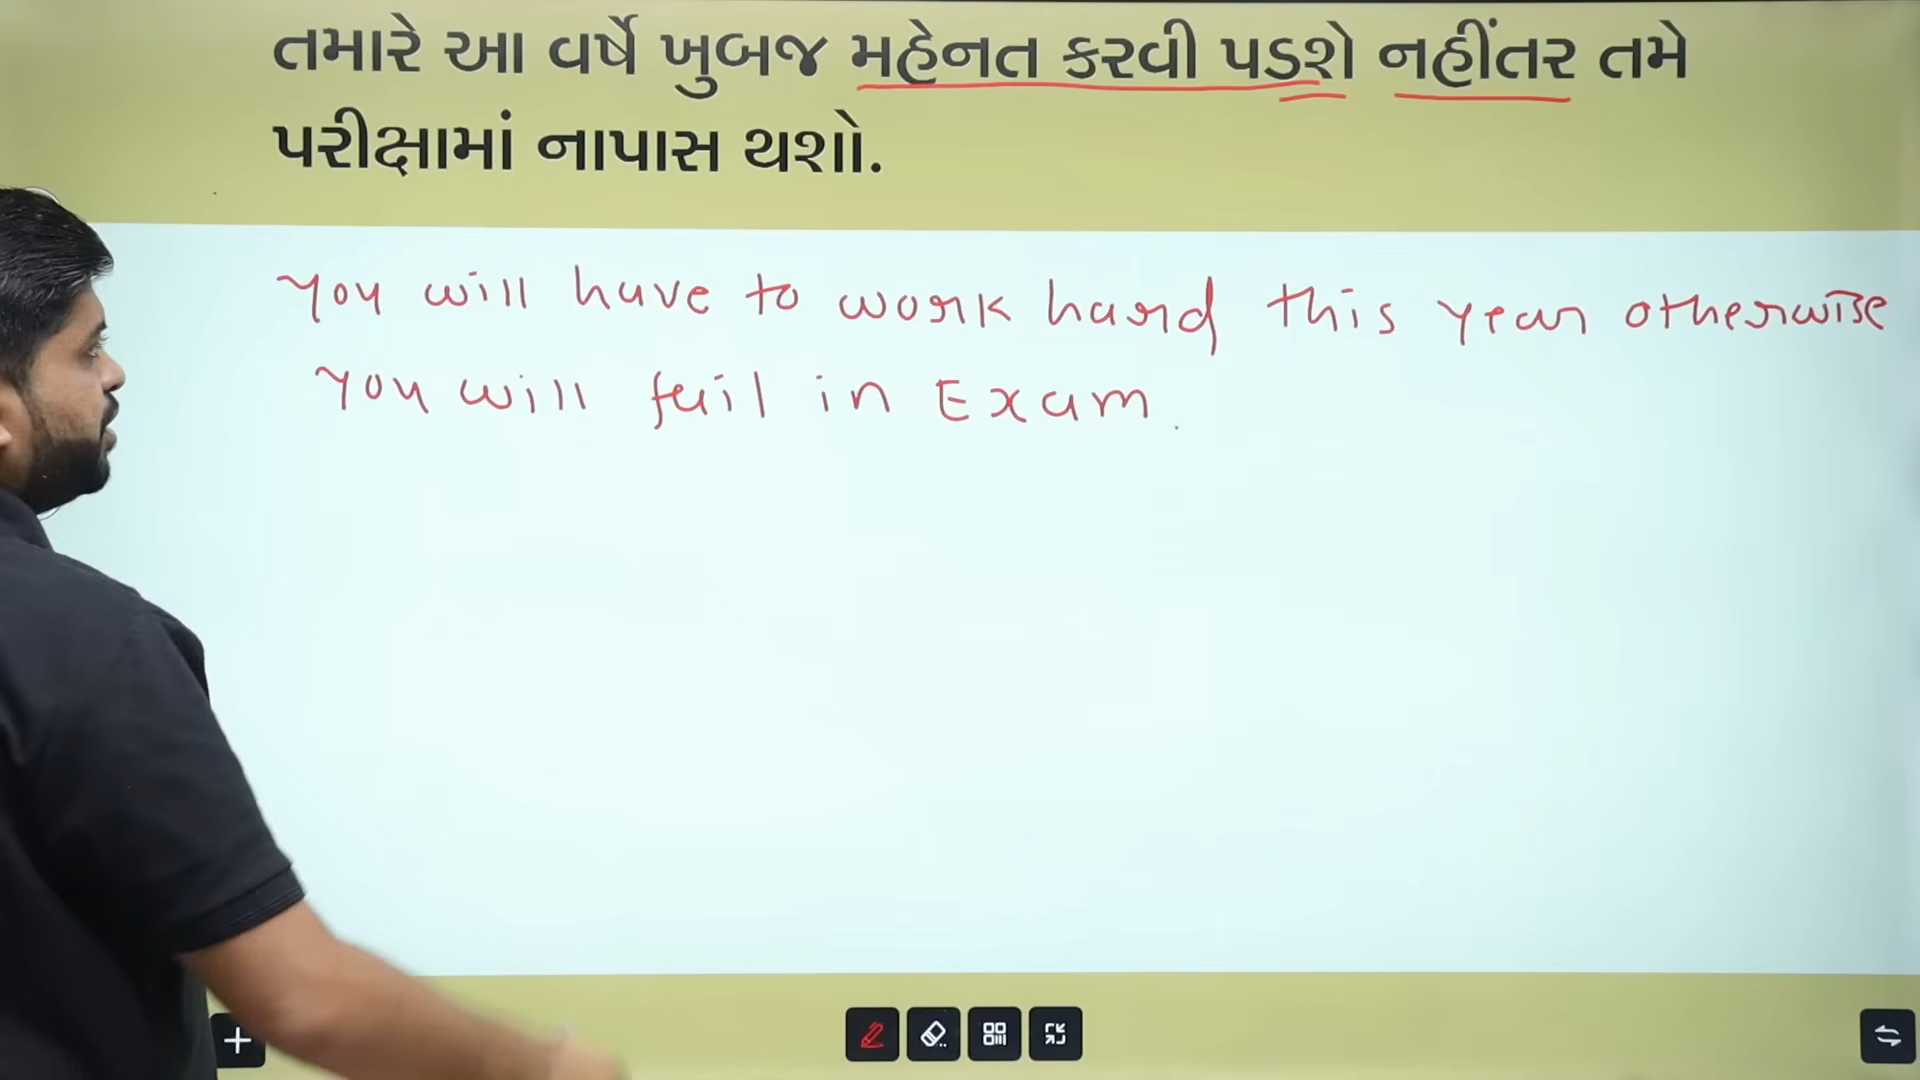 તમારે આ વર્ષે ખુબજ મહેનત કરવી પડશે નહીંતર તમે
પરીક્ષામાં નાપાસ થશો.
you will have to work hard this year otherwise
you will fail in Exam.